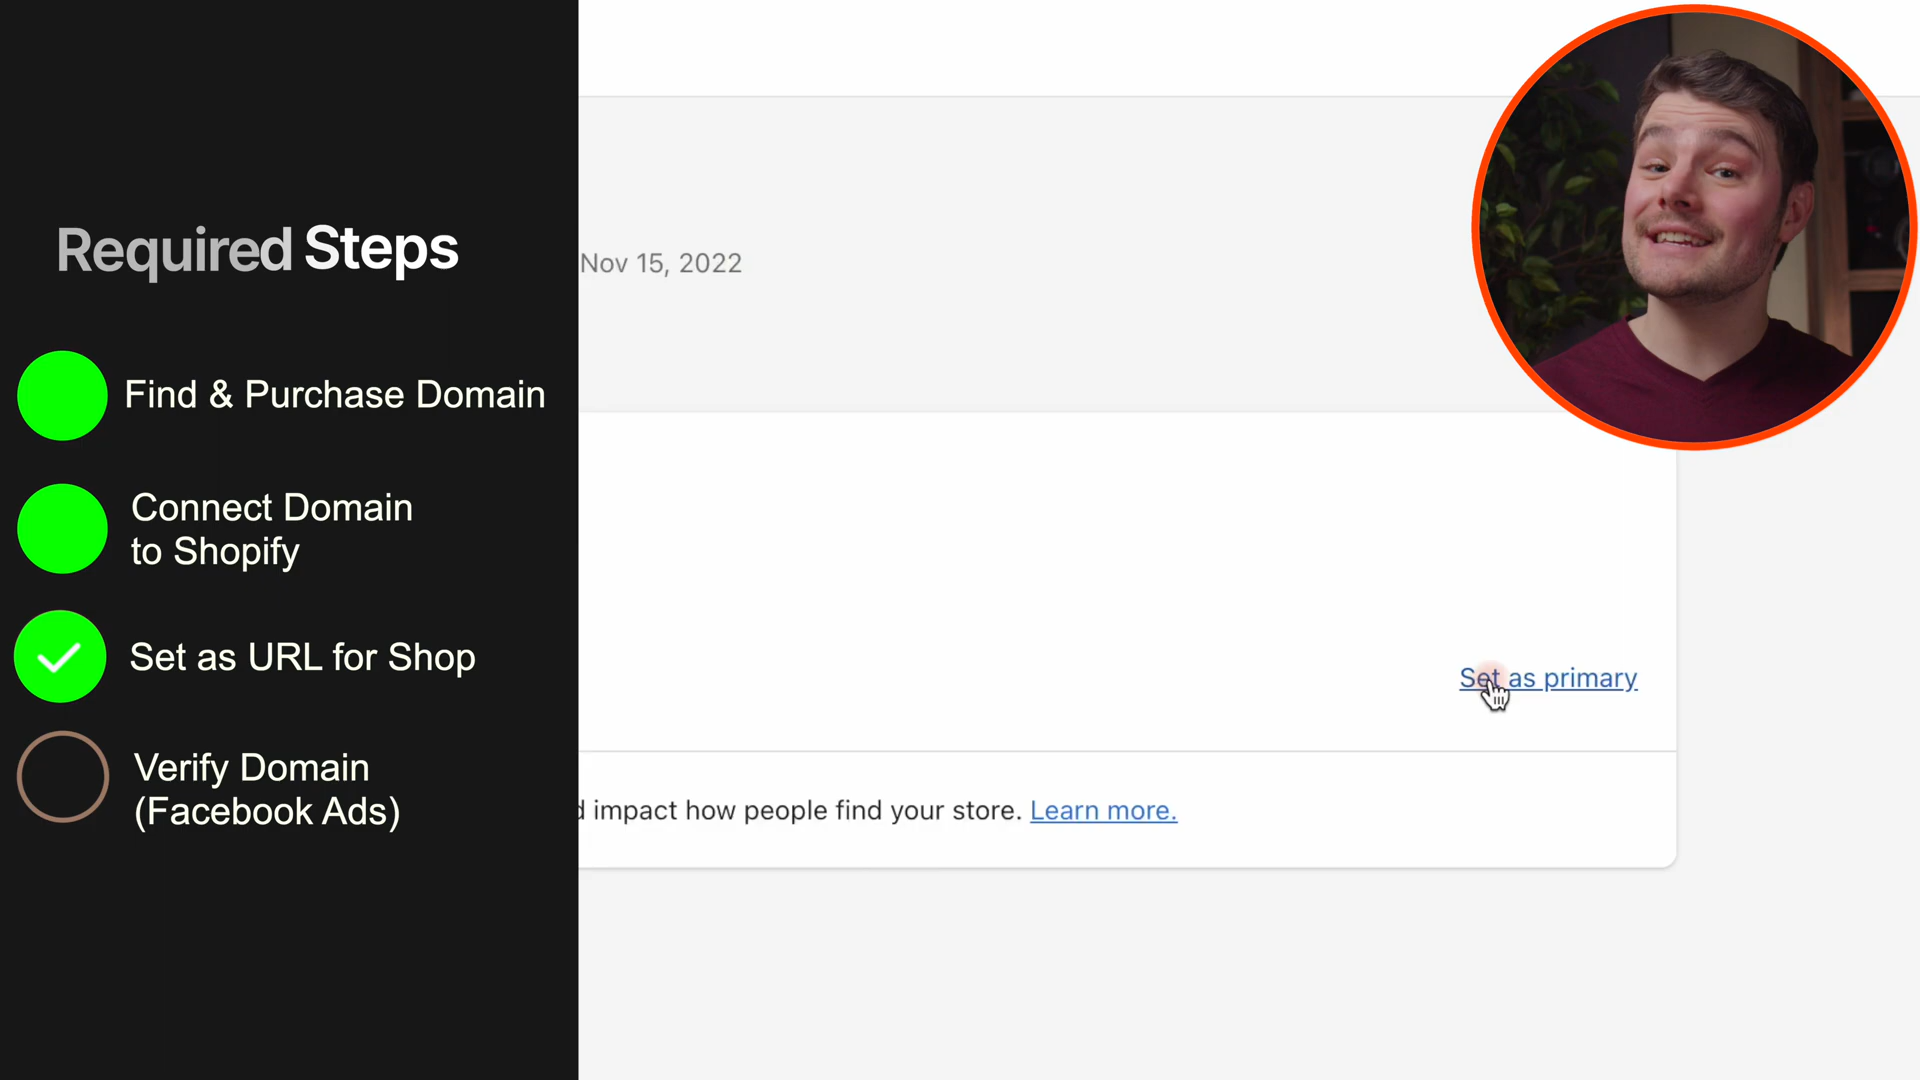 Required Steps
Nov 15, 2022
Find & Purchase Domain
Connect Domain
to Shopify
Set as URL for Shop
Set as primary
Verify Domain
(Facebook Ads)
impact how people find your store. Learn more.